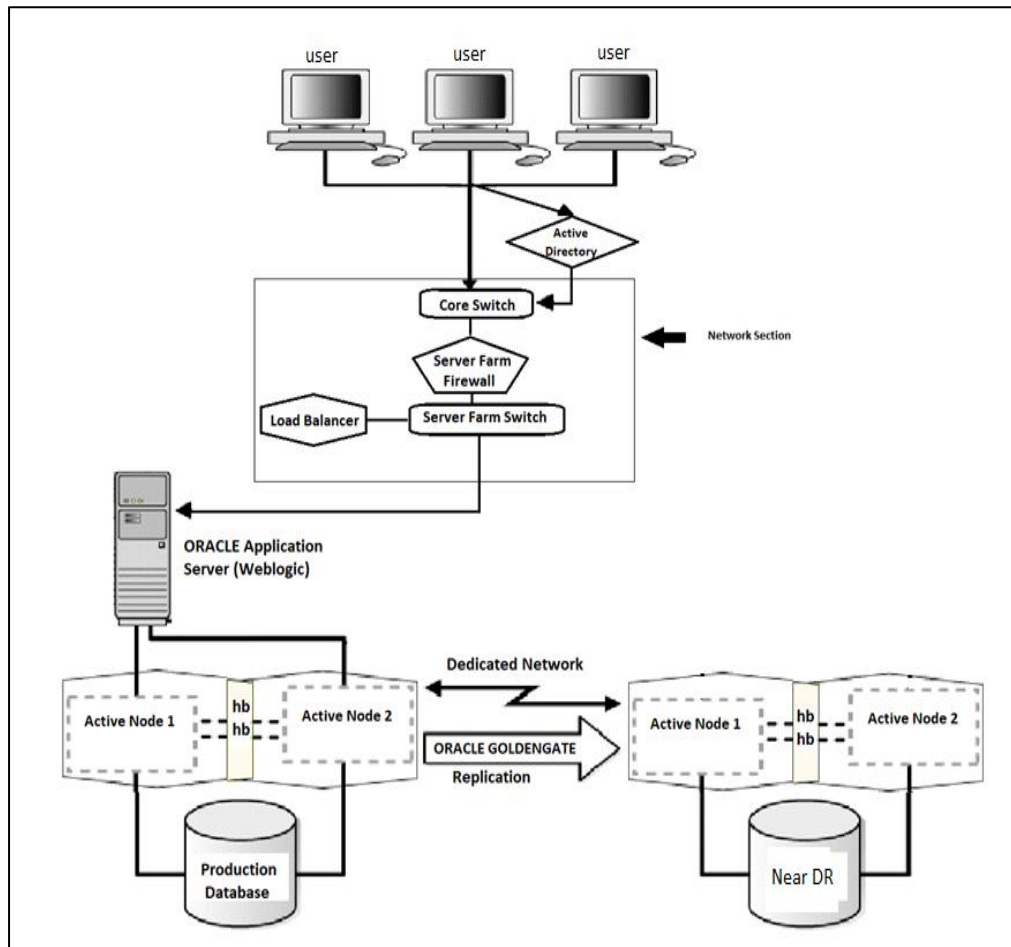 user
user
user
Active
Directory
Core Switch
Network Section
Server Farm
Firewall
Load Balancer
Server Farm Switch
ORACLE Application
Server (Weblogic)
Dedicated Network
Active Node 1
hb
hb
Active Node 2
ORACLE GOLDENGATE
Replication
Active Node 1
hb
hb
Active Node 2
Production
Database
Near DR